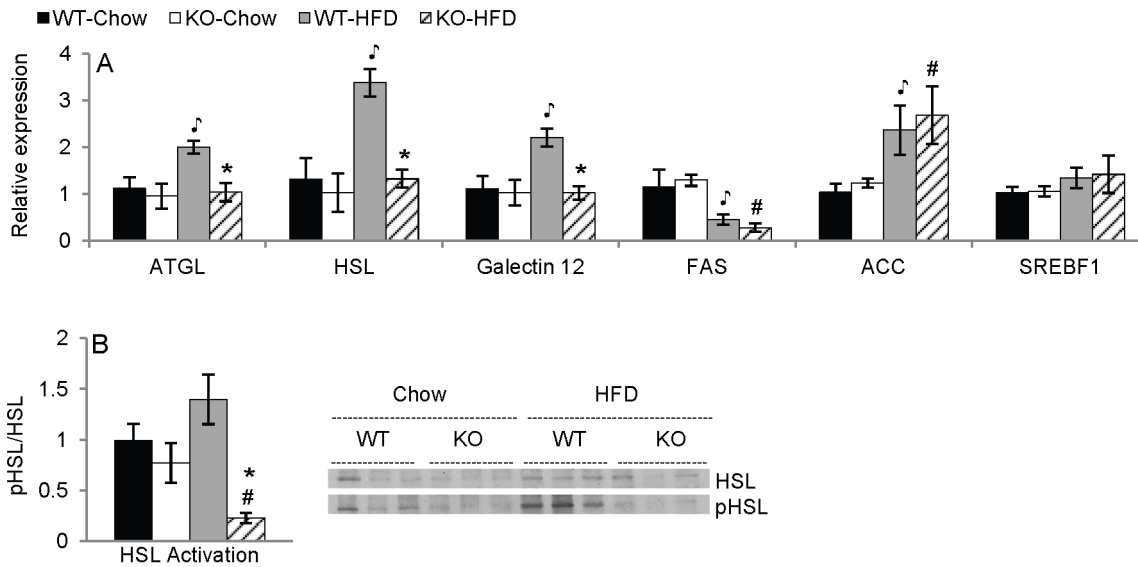 WT-Chow KO-Chow WT-HFD KO-HFD
A
Relative expression
4
3
2
1
0
♪ * ♪ * ♪ * ♪ # ♪ #
ATGL HSL Galectin 12 FAS ACC SREBF1
B
pHSL/HSL
2
1.5
1
0.5
0
*
#
HSL Activation
Chow HFD
WT KO WT KO
HSL
pHSL